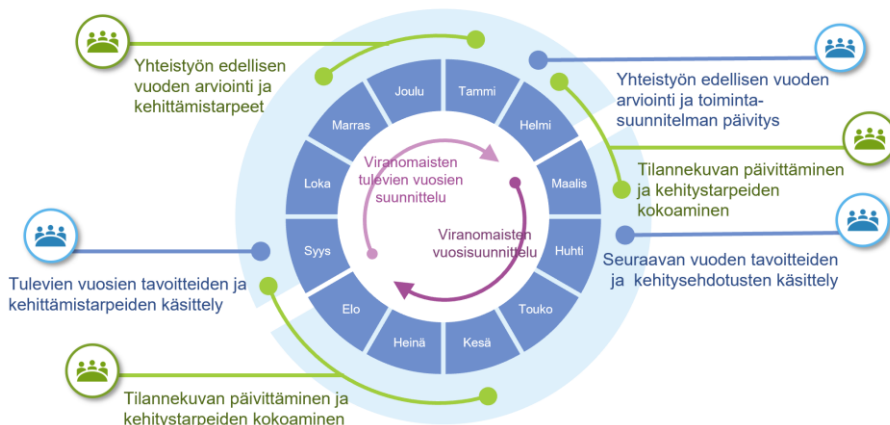 Yhteistyön edellisen
vuoden arviointi ja
kehittämistarpeet
Yhteistyön edellisen vuoden
arviointi ja toiminta-
suunnitelman päivitys
Tilannekuvan päivittäminen
ja kehitystarpeiden
kokoaminen
Seuraavan vuoden tavoitteiden
ja kehitysehdotusten käsittely
Tulevien vuosien tavoitteiden ja
kehittämistarpeiden käsittely
Tilannekuvan päivittäminen ja
kehitystarpeiden kokoaminen
Tammi
Helmi
Maalis
Huhti
Touko
Kesä
Heinä
Elo
Syys
Loka
Marras
Joulu
Viranomaisten
tulevien vuosien
suunnittelu
Viranomaisten
vuosisuunnittelu